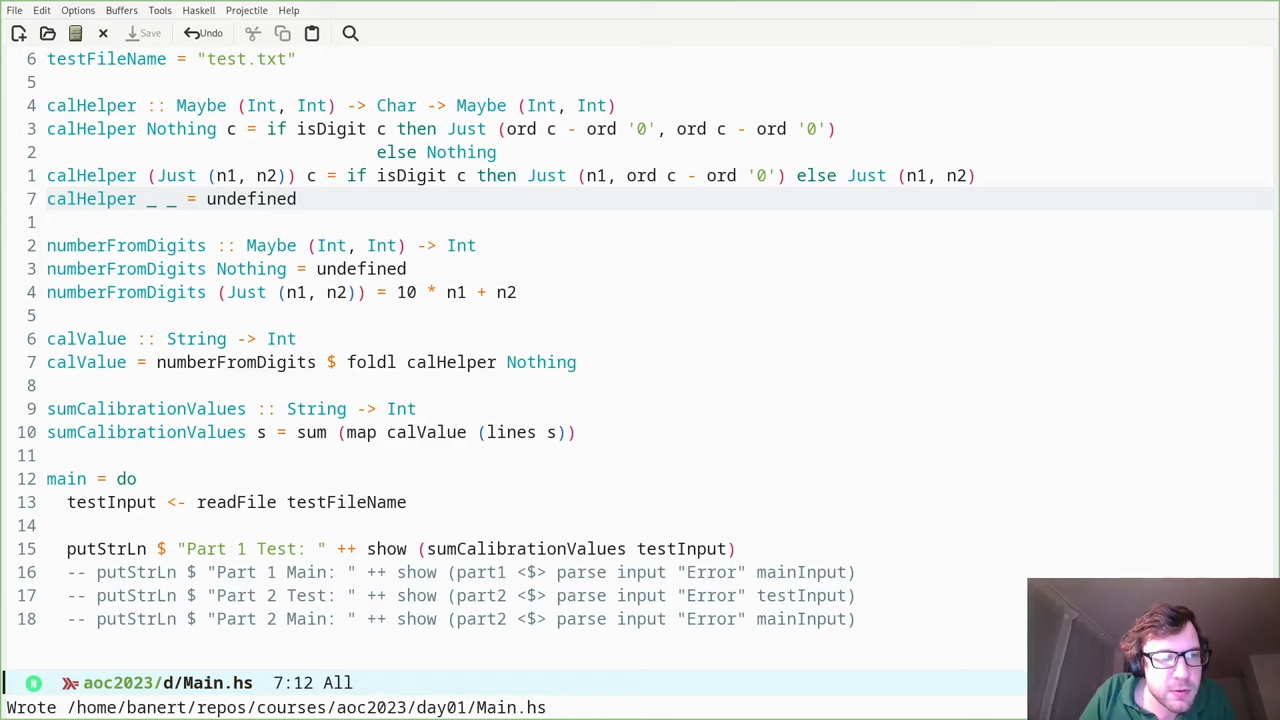 File Edit Options Buffers Tools Haskell Projectile Help
Save Undo
6 testFileName = "test.txt"
5
4 calHelper :: Maybe (Int, Int) -> Char -> Maybe (Int, Int)
3 calHelper Nothing c = if isDigit c then Just (ord c - ord '0', ord c - ord '0')
2 else Nothing
1 calHelper (Just (n1, n2)) c = if isDigit c then Just (n1, ord c - ord '0') else Just (n1, n2)
7 calHelper _ _ = undefined
1
2 numberFromDigits :: Maybe (Int, Int) -> Int
3 numberFromDigits Nothing = undefined
4 numberFromDigits (Just (n1, n2)) = 10 * n1 + n2
5
6 calValue :: String -> Int
7 calValue = numberFromDigits $ foldl calHelper Nothing
8
9 sumCalibrationValues :: String -> Int
10 sumCalibrationValues s = sum (map calValue (lines s))
11
12 main = do
13 testInput <- readFile testFileName
14
15 putStrLn $ "Part 1 Test: " ++ show (sumCalibrationValues testInput)
16 -- putStrLn $ "Part 1 Main: " ++ show (part1 <$> parse input "Error" mainInput)
17 -- putStrLn $ "Part 2 Test: " ++ show (part2 <$> parse input "Error" testInput)
18 -- putStrLn $ "Part 2 Main: " ++ show (part2 <$> parse input "Error" mainInput)
N aoc2023/d/Main.hs 7:12 All
Wrote /home/banert/repos/courses/aoc2023/day01/Main.hs